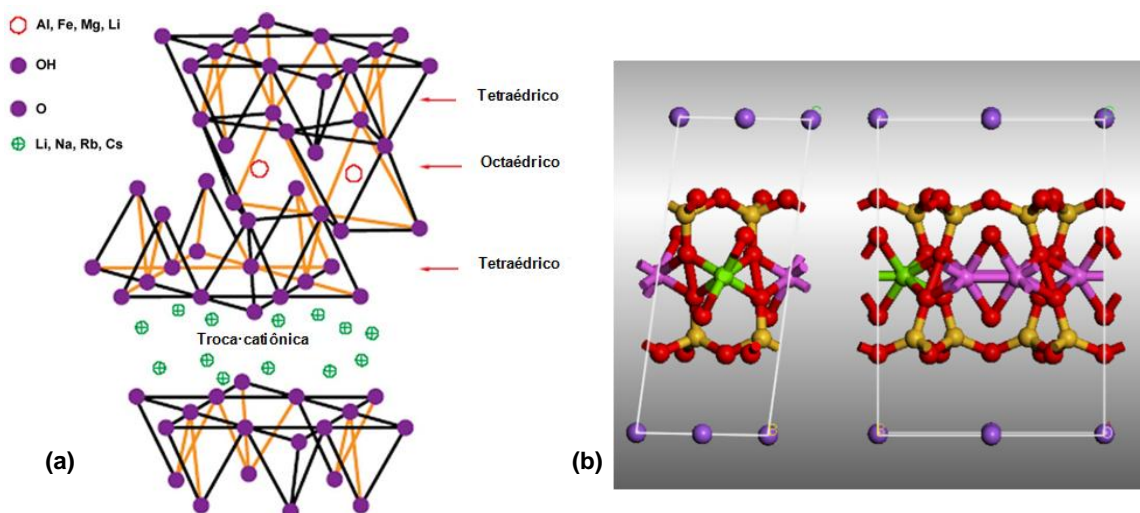 Al, Fe, Mg, Li
OH
O
Li, Na, Rb, Cs
Tetraédrico
Octaédrico
Tetraédrico
Troca·catiônica
(a)
(b)